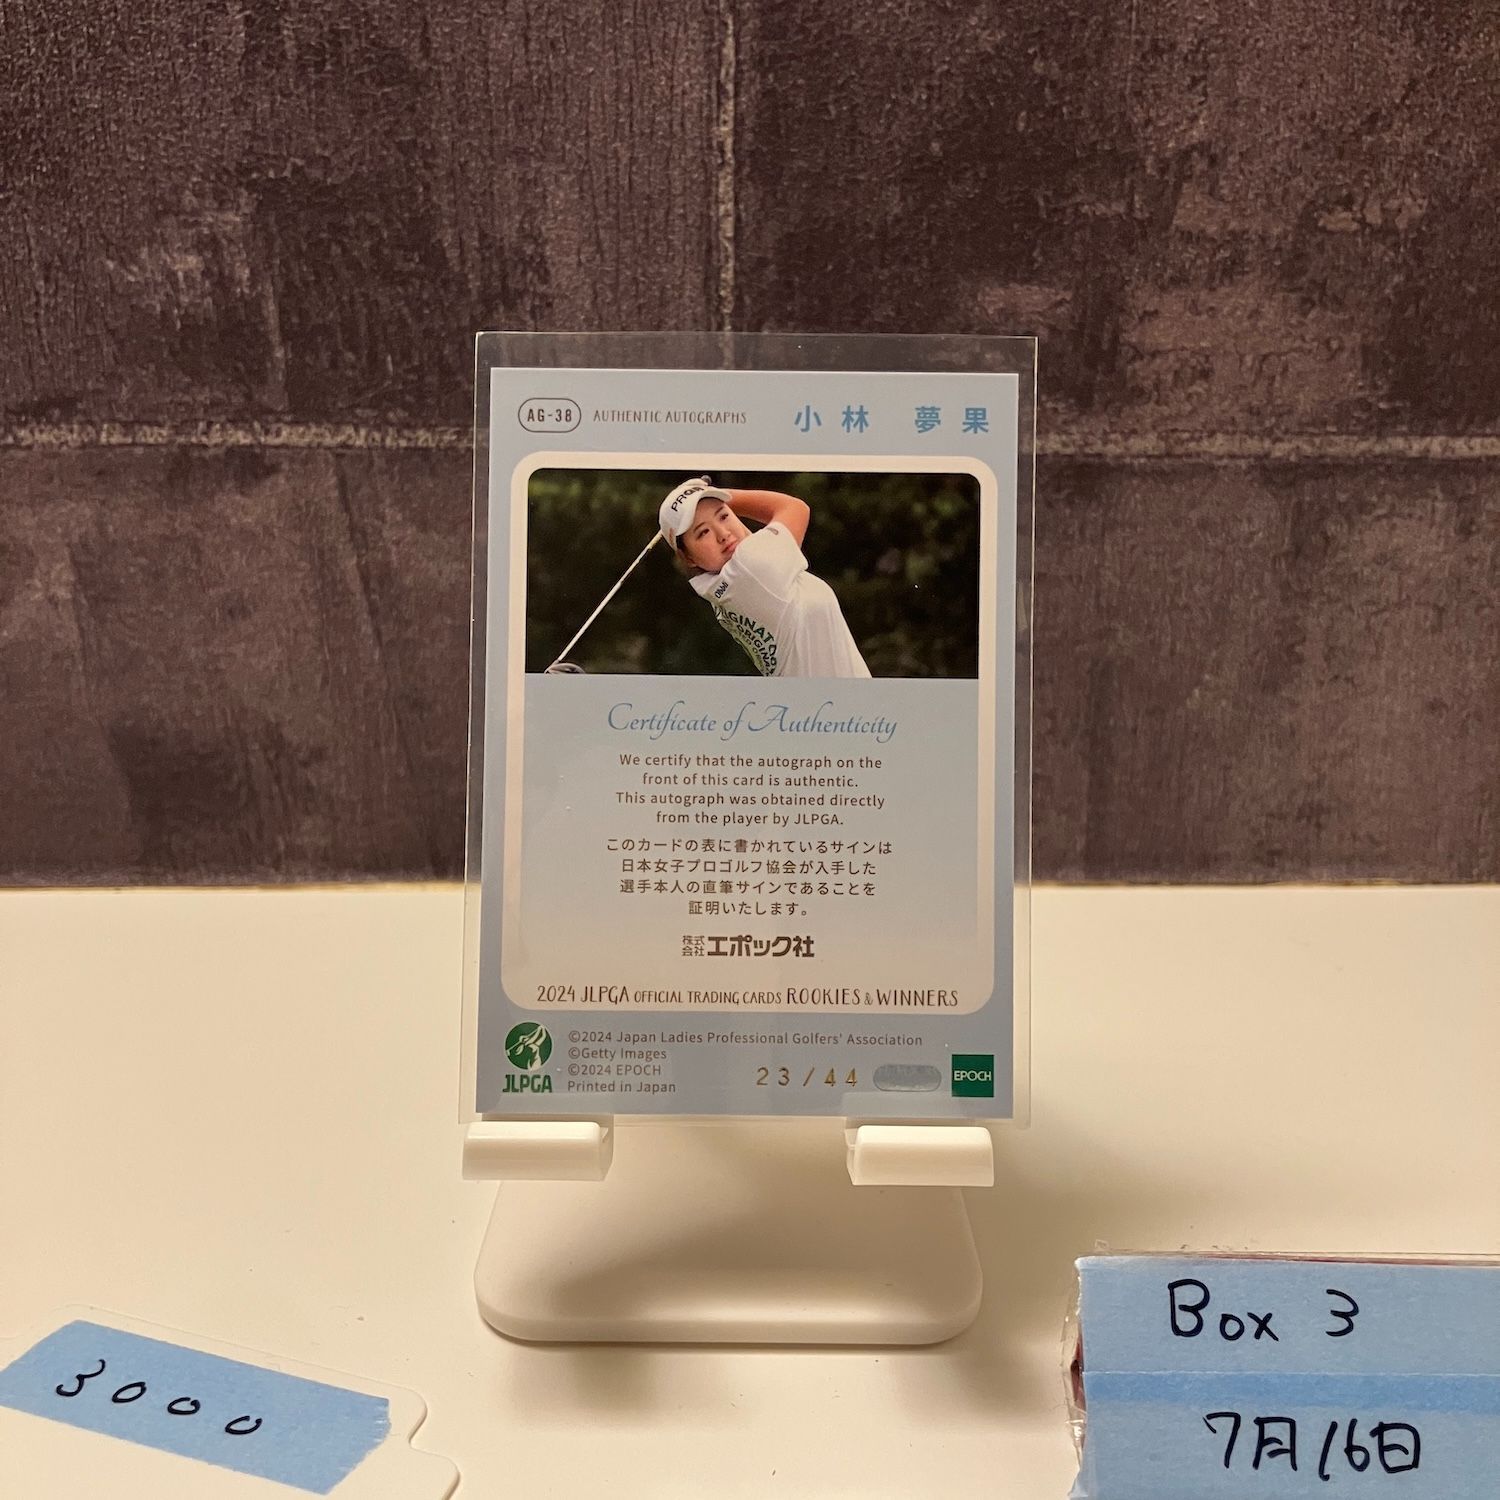 AG-38 AUTHENTIC AUTOGRAPHS 小林 夢果
PRGR
Certificate of Authenticity
We certify that the autograph on the
front of this card is authentic.
This autograph was obtained directly
from the player by JLPGA.
このカードの表に書かれているサインは
日本女子プロゴルフ協会が入手した
選手本人の直筆サインであることを
証明いたします。
株式会社エポック社
2024 JLPGA OFFICIAL TRADING CARDS ROOKIES & WINNERS
JLPGA
©2024 Japan Ladies Professional Golfers' Association
©Getty Images
©2024 EPOCH
Printed in Japan
23/44
EPOCH
3000
Box 3
7月16日